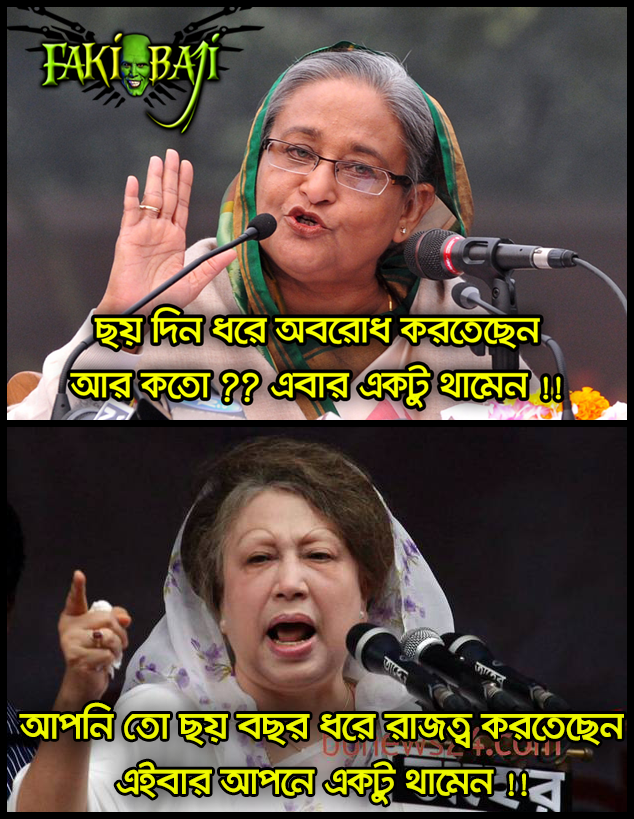 FAKIBAJI
ছয় দিন ধরে অবরোধ করতেছেন
আর কতো ?? এবার একটু থামেন !!
তাহের
তাহের
আপনি তো ছয় বছর ধরে রাজত্ব করতেছেন
এইবার আপনে একটু থামেন !!